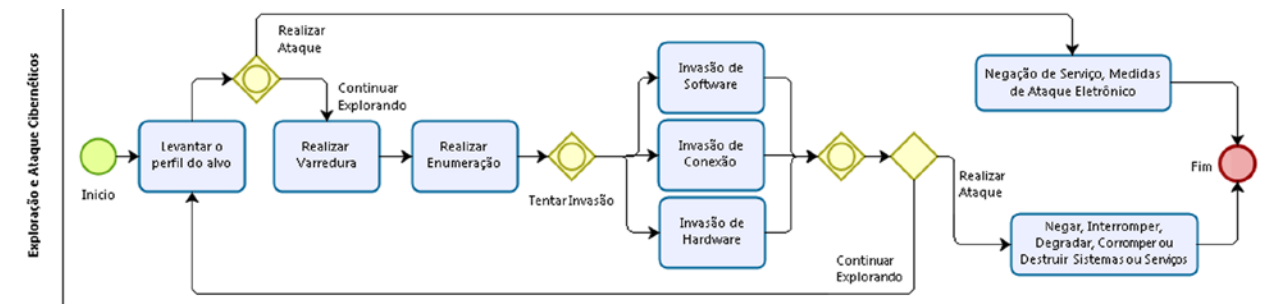 Exploração e Ataque Cibernéticos
Inicio
Levantar o
perfil do alvo
Realizar
Ataque
Continuar
Explorando
Realizar
Varredura
Realizar
Enumeração
Tentar Invasão
Invasão de
Software
Invasão de
Conexão
Invasão de
Hardware
Continuar
Explorando
Realizar
Ataque
Negação de Serviço, Medidas
de Ataque Eletrônico
Negar, Interromper,
Degradar, Corromper ou
Destruir Sistemas ou Serviços
Fim